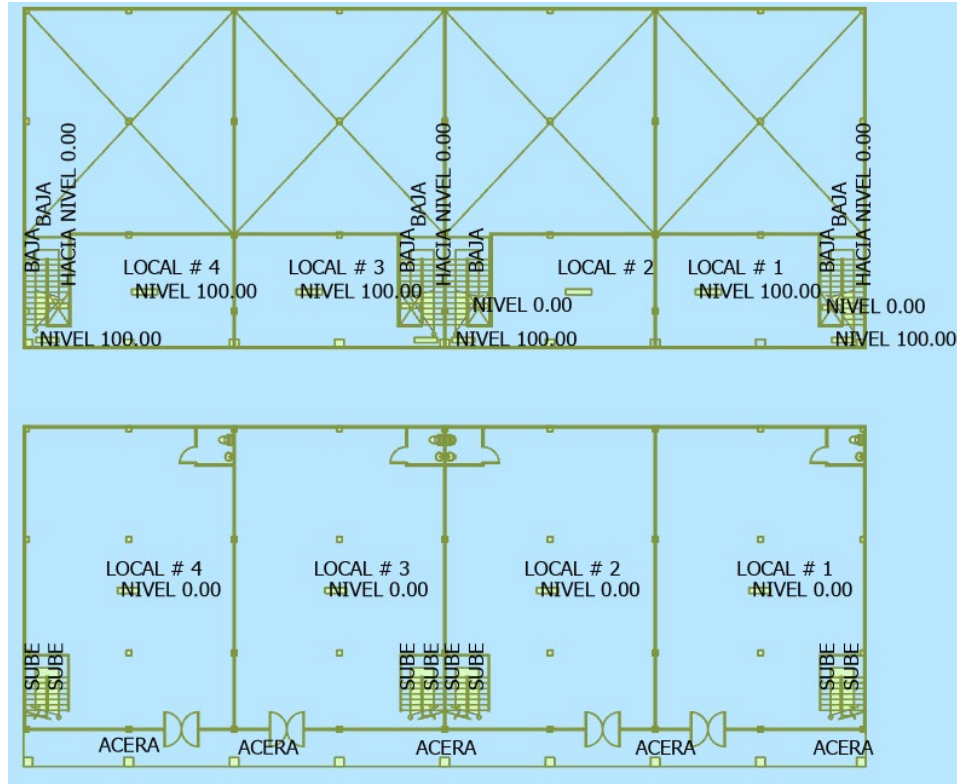 BAJA
BAJA
HACIA NIVEL 0.00
BAJA
BAJA
HACIA NIVEL 0.00
BAJA
BAJA
BAJA
HACIA NIVEL 0.00
LOCAL # 4
NIVEL 100.00
LOCAL # 3
NIVEL 100.00
LOCAL # 2
LOCAL # 1
NIVEL 100.00
NIVEL 0.00
NIVEL 0.00
NIVEL 100.00
NIVEL 100.00
NIVEL 100.00
LOCAL # 4
NIVEL 0.00
LOCAL # 3
NIVEL 0.00
LOCAL # 2
NIVEL 0.00
LOCAL # 1
NIVEL 0.00
SUBE
SUBE
SUBE
SUBE
SUBE
SUBE
SUBE
SUBE
ACERA
ACERA
ACERA
ACERA
ACERA